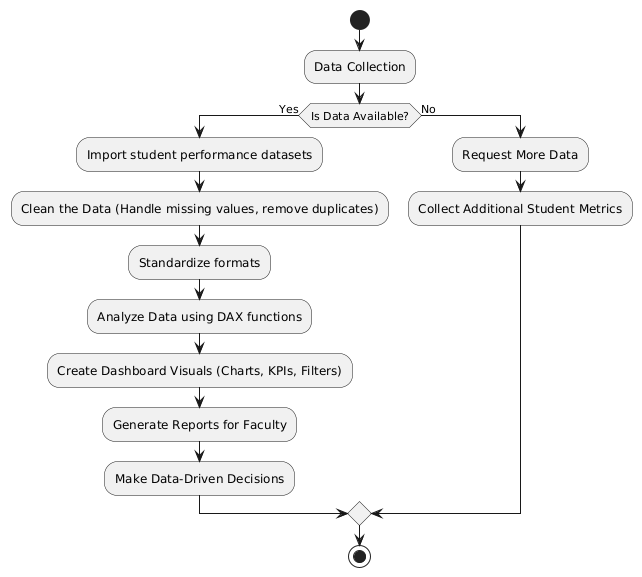 Data Collection
Is Data Available?
Yes
No
Import student performance datasets
Request More Data
Clean the Data (Handle missing values, remove duplicates)
Collect Additional Student Metrics
Standardize formats
Analyze Data using DAX functions
Create Dashboard Visuals (Charts, KPIs, Filters)
Generate Reports for Faculty
Make Data-Driven Decisions